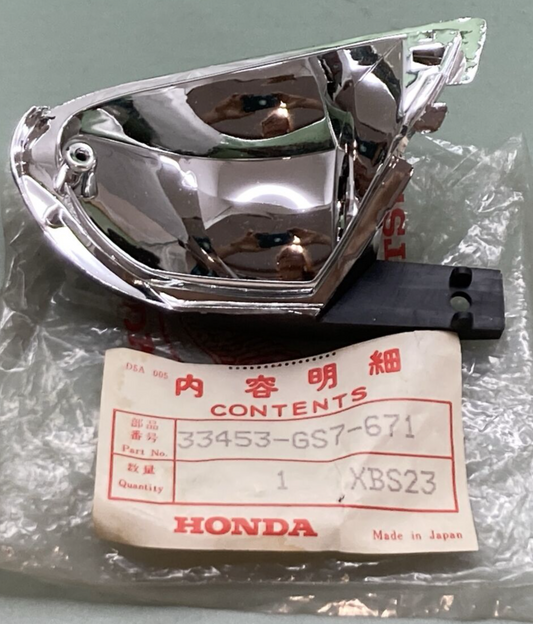 DSA 005
内容明細
CONTENTS
部品
番号
Part No.
33453-GS7-671
数量
Quantity
1 XBS23
HONDA
Made in Japan